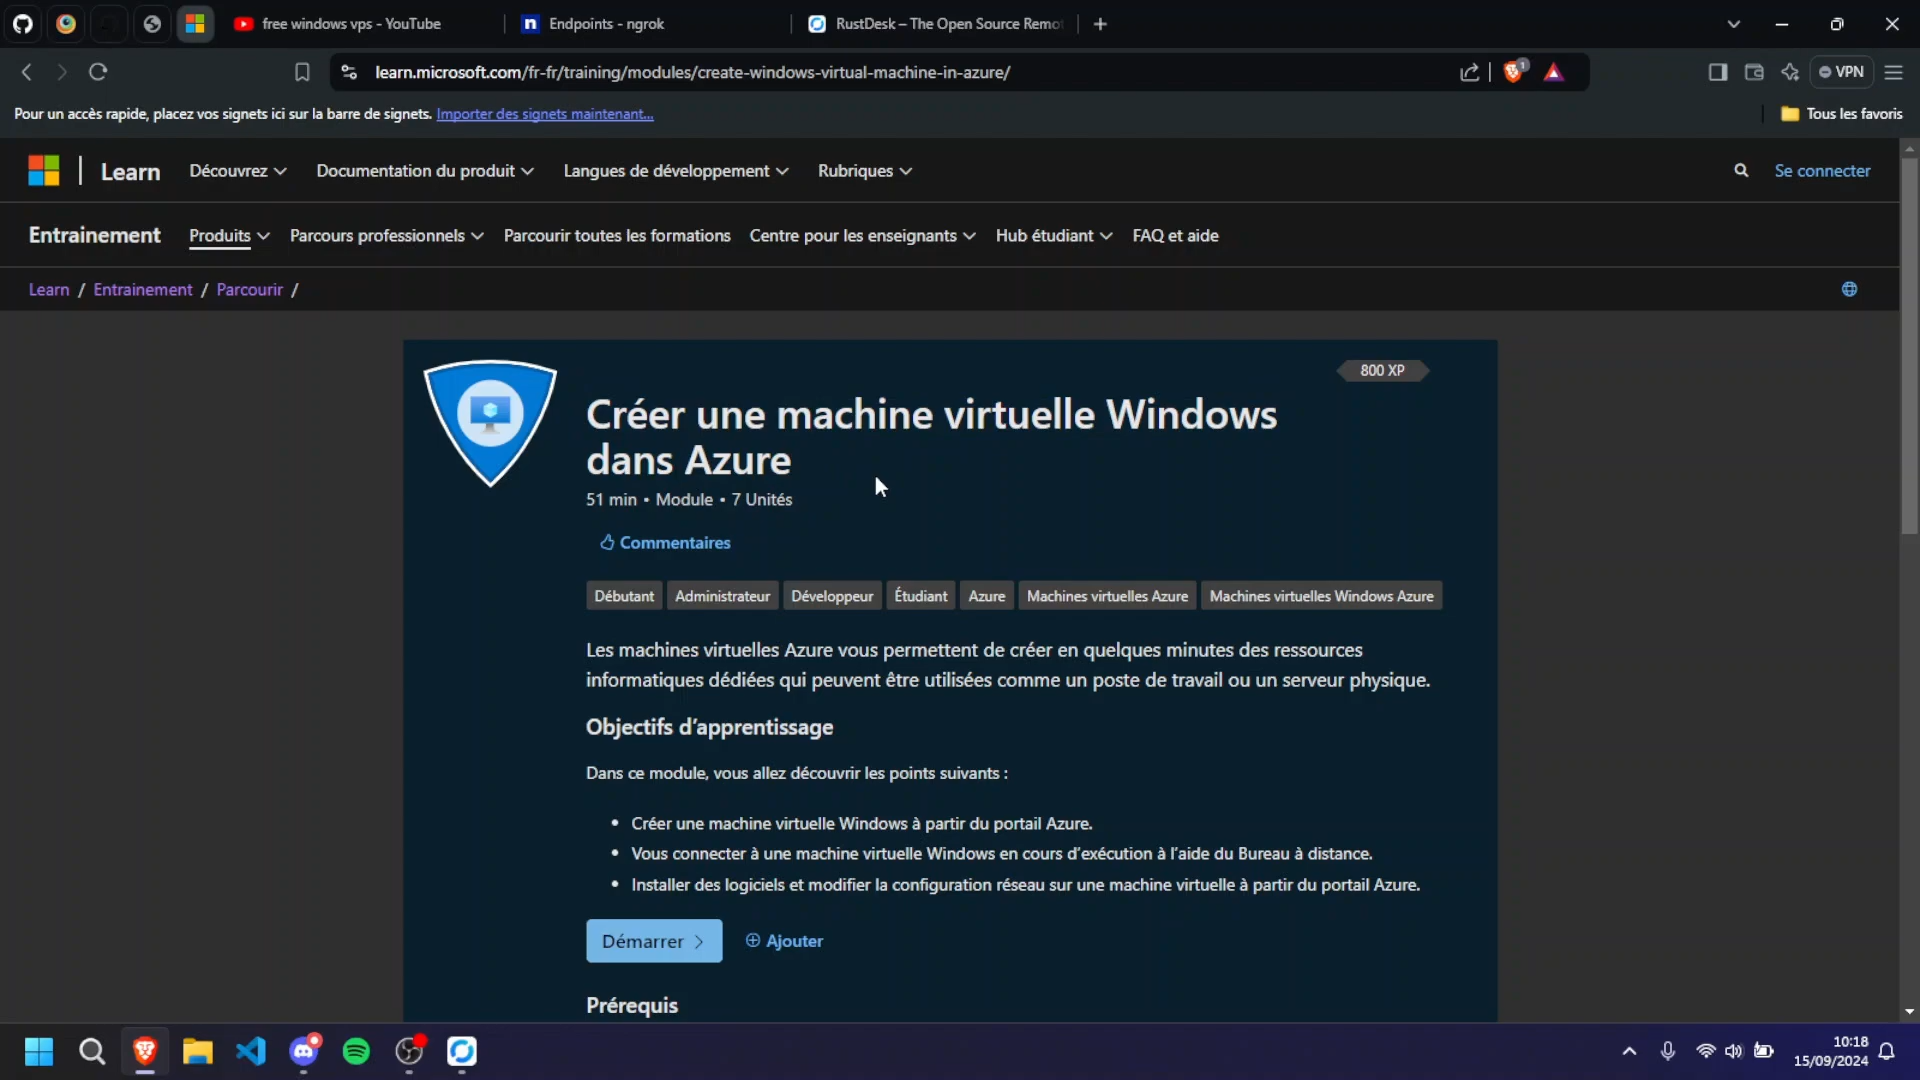 free windows vps - YouTube
Endpoints - ngrok
RustDesk – The Open Source Remo
learn.microsoft.com/fr-fr/training/modules/create-windows-virtual-machine-in-azure/
1
VPN
Pour un accès rapide, placez vos signets ici sur la barre de signets. Importer des signets maintenant...
Tous les favoris
Learn
Découvrez
Documentation du produit
Langues de développement
Rubriques
Se connecter
Entrainement
Produits
Parcours professionnels
Parcourir toutes les formations
Centre pour les enseignants
Hub étudiant
FAQ et aide
Learn / Entrainement / Parcourir /
800 XP
Créer une machine virtuelle Windows
dans Azure
51 min • Module • 7 Unités
Commentaires
Débutant
Administrateur
Développeur
Étudiant
Azure
Machines virtuelles Azure
Machines virtuelles Windows Azure
Les machines virtuelles Azure vous permettent de créer en quelques minutes des ressources
informatiques dédiées qui peuvent être utilisées comme un poste de travail ou un serveur physique.
Objectifs d’apprentissage
Dans ce module, vous allez découvrir les points suivants :
• Créer une machine virtuelle Windows à partir du portail Azure.
• Vous connecter à une machine virtuelle Windows en cours d’exécution à l’aide du Bureau à distance.
• Installer des logiciels et modifier la configuration réseau sur une machine virtuelle à partir du portail Azure.
Démarrer
Ajouter
Prérequis
10:18
15/09/2024